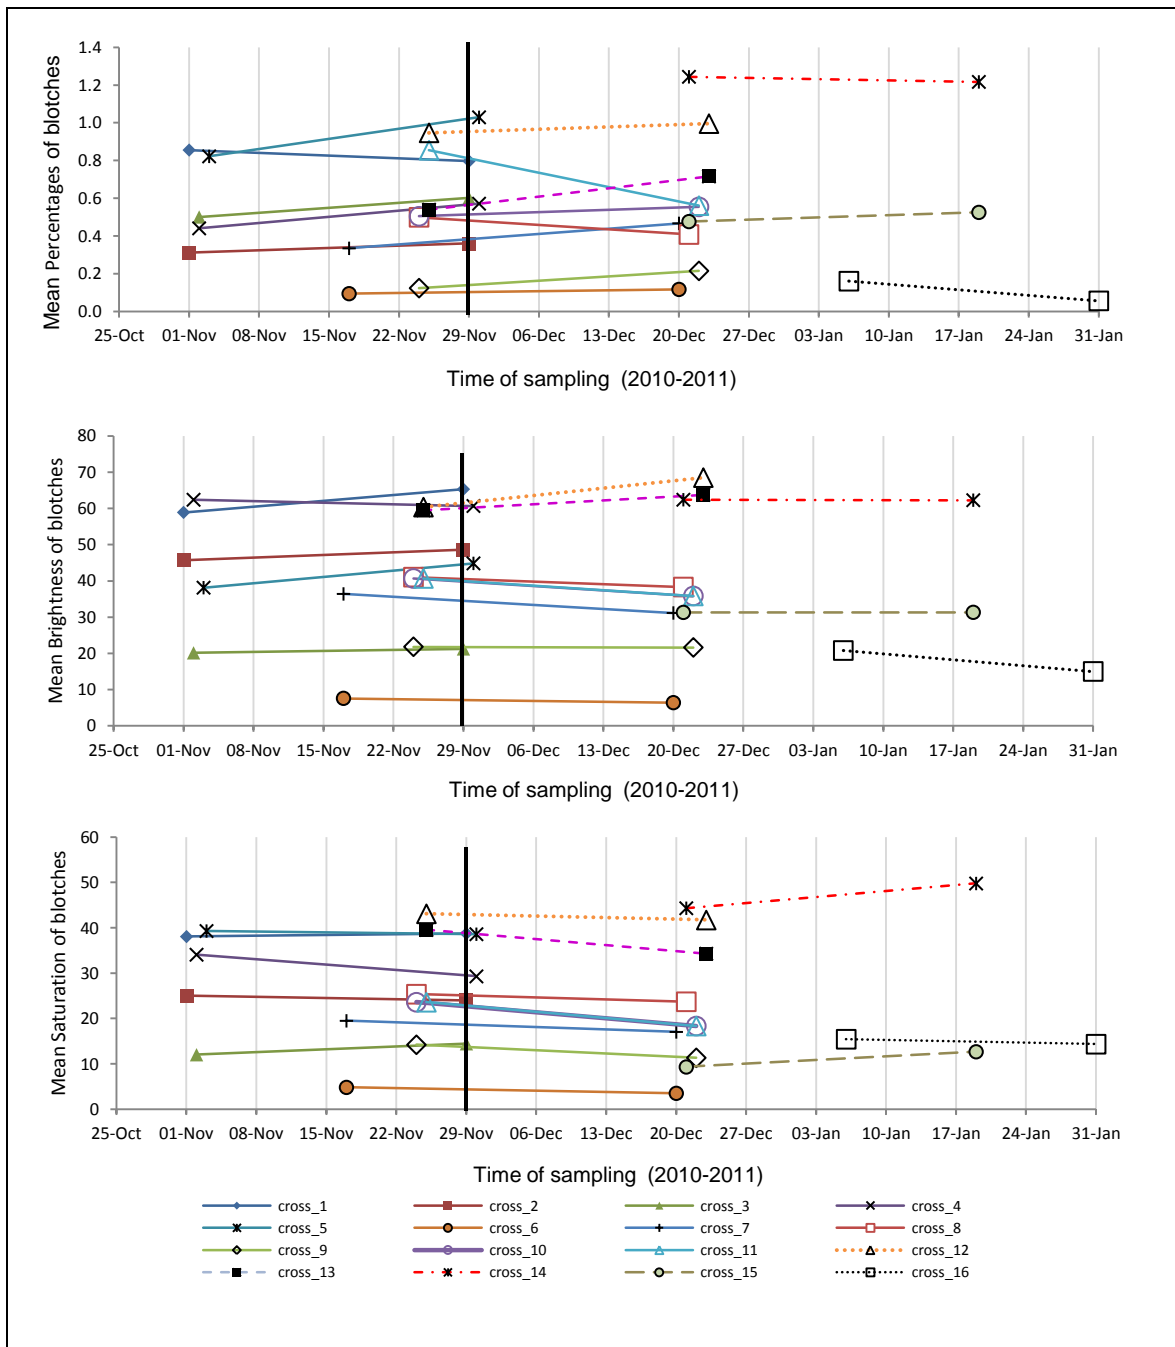 Mean Percentages of blotches
1.4
1.2
1.0
0.8
0.6
0.4
0.2
0.0
25-Oct 01-Nov 08-Nov 15-Nov 22-Nov 29-Nov 06-Dec 13-Dec 20-Dec 27-Dec 03-Jan 10-Jan 17-Jan 24-Jan 31-Jan
Time of sampling (2010-2011)
Mean Brightness of blotches
80
70
60
50
40
30
20
10
0
25-Oct 01-Nov 08-Nov 15-Nov 22-Nov 29-Nov 06-Dec 13-Dec 20-Dec 27-Dec 03-Jan 10-Jan 17-Jan 24-Jan 31-Jan
Time of sampling (2010-2011)
Mean Saturation of blotches
60
50
40
30
20
10
0
25-Oct 01-Nov 08-Nov 15-Nov 22-Nov 29-Nov 06-Dec 13-Dec 20-Dec 27-Dec 03-Jan 10-Jan 17-Jan 24-Jan 31-Jan
Time of sampling (2010-2011)
cross_1 cross_2 cross_3 cross_4
cross_5 cross_6 cross_7 cross_8
cross_9 cross_10 cross_11 cross_12
cross_13 cross_14 cross_15 cross_16